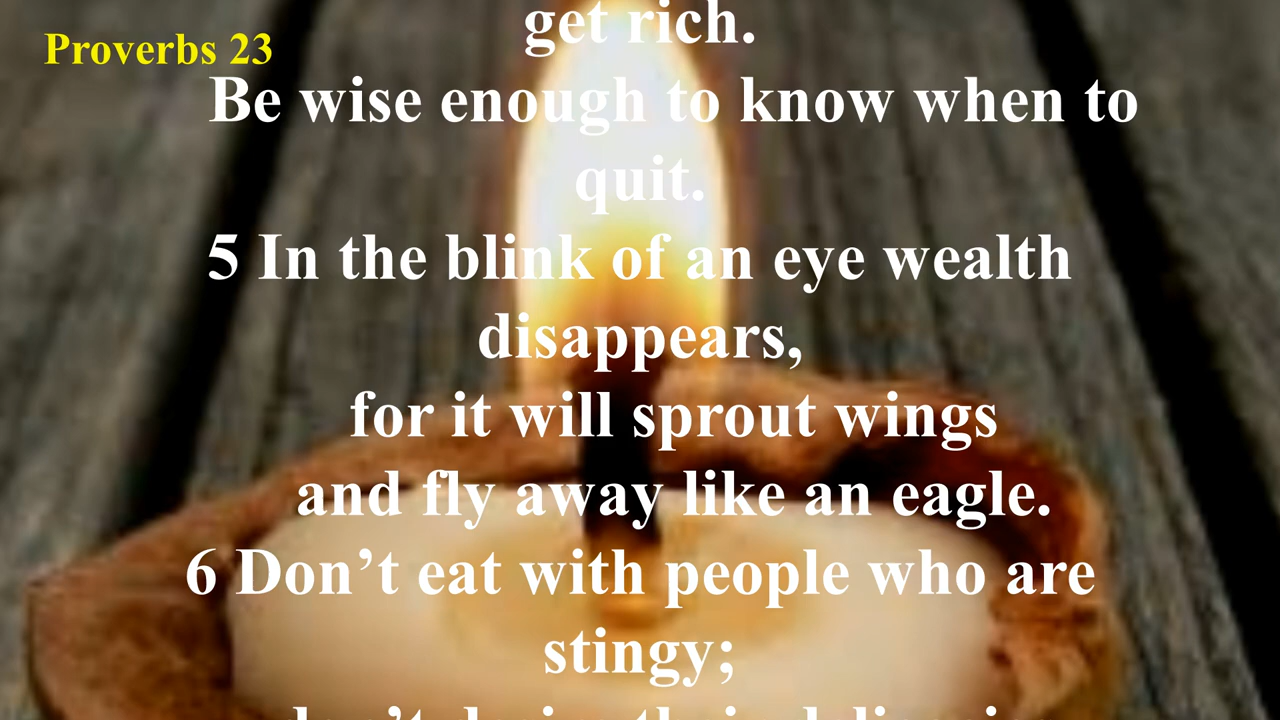 get rich.
Proverbs 23
Be wise enough to know when to
quit.
5 In the blink of an eye wealth
disappears,
for it will sprout wings
and fly away like an eagle.
6 Don’t eat with people who are
stingy;